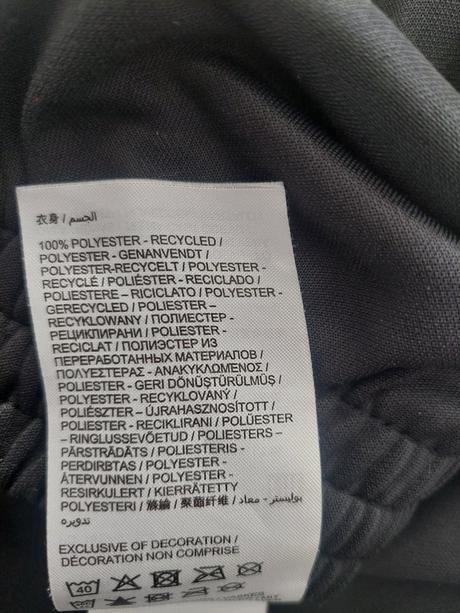 衣身 / الجسم /
100% POLYESTER - RECYCLED /
POLYESTER - GENANVENDT /
POLYESTER-RECYCELT / POLYESTER -
RECYCLÉ / POLIÉSTER - RECICLADO /
POLIESTERE – RICICLATO / POLYESTER -
GERECYCLED / POLIESTER –
RECYKLOWANY / ПОЛИЕСТЕР -
РЕЦИКЛИРАНИ / POLIESTER -
RECICLAT / ПОЛИЭСТЕР ИЗ
ПЕРЕРАБОТАННЫХ МАТЕРИАЛОВ /
ΠΟΛΥΕΣΤΕΡΑΣ - ΑΝΑΚΥΚΛΩΜΕΝΟΣ /
POLIESTER - GERI DÖNÜŞTÜRÜLMÜŞ /
POLYESTER - RECYKLOVANÝ /
POLIÉSZTER – ÚJRAHASZNOSÍTOTT /
POLIESTER - RECIKLIRANI / POLÜESTER
– RINGLUSSEVÕETUD / POLIESTERS –
PĀRSTRĀDĀTS / POLIESTERIS -
PERDIRBTAS / POLYESTER -
ÅTERVUNNEN / POLYESTER -
RESIRKULERT / KIERRÄTETTY
POLYESTERI / 滌綸 / 聚酯纤维 / بوليستر - معاد
تدويره
EXCLUSIVE OF DECORATION /
DÉCORATION NON COMPRISE
40